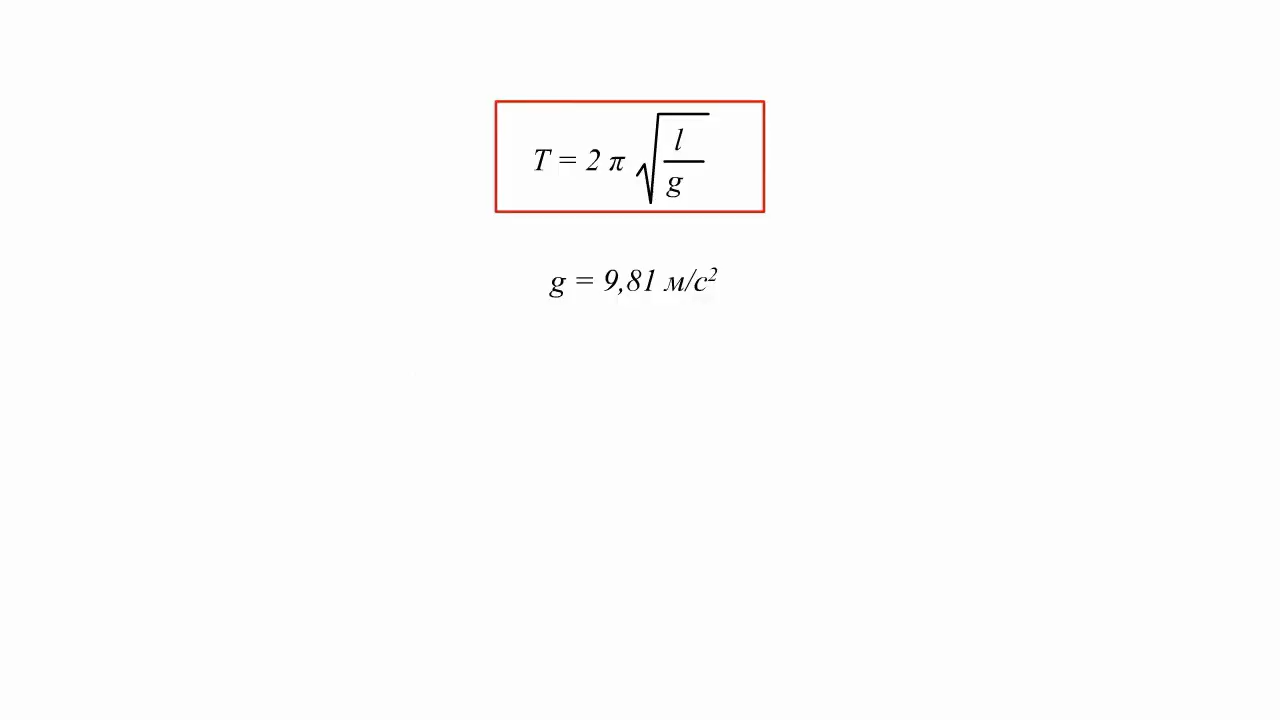 T = 2 π √(l/g)
g = 9,81 м/с²